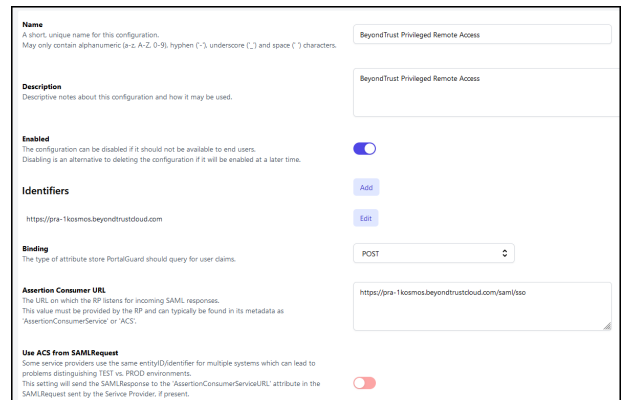 Name
A short, unique name for this configuration.
May only contain alphanumeric (a-z, A-Z, 0-9), hyphen ('-'), underscore ('_') and space (' ') characters.
BeyondTrust Privileged Remote Access
BeyondTrust Privileged Remote Access
Description
Descriptive notes about this configuration and how it may be used.
Enabled
The configuration can be disabled if it should not be available to end users.
Disabling is an alternative to deleting the configuration if it will be enabled at a later time.
Identifiers
Add
https://pra-1kosmos.beyondtrustcloud.com
Edit
Binding
The type of attribute store PortalGuard should query for user claims.
POST
Assertion Consumer URL
The URL on which the RP listens for incoming SAML responses.
This value must be provided by the RP and can typically be found in its metadata as
'AssertionConsumerService' or 'ACS'.
https://pra-1kosmos.beyondtrustcloud.com/saml/sso
Use ACS from SAMLRequest
Some service providers use the same entityID/identifier for multiple systems which can lead to
problems distinguishing TEST vs. PROD environments.
This setting will send the SAMLResponse to the 'AssertionConsumerServiceURL' attribute in the
SAMLRequest sent by the Serivce Provider, if present.